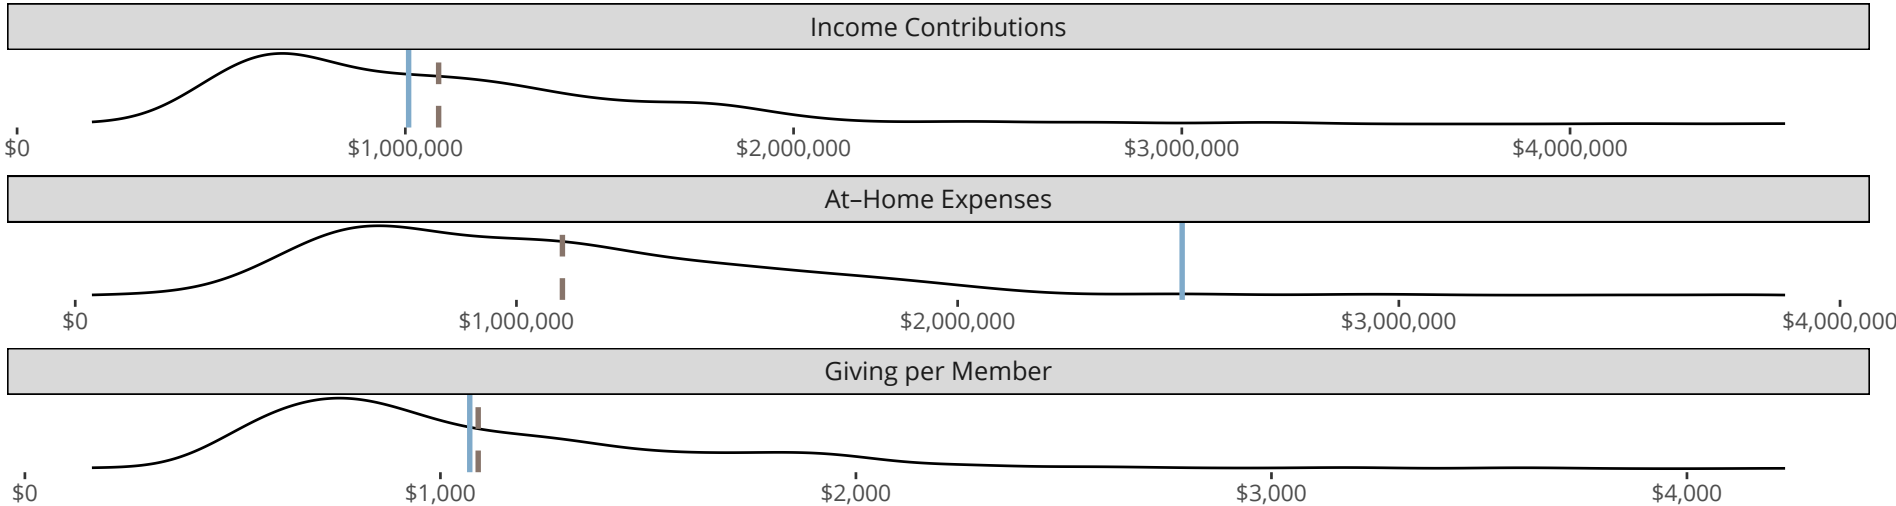 Income Contributions
$0 $1,000,000 $2,000,000 $3,000,000 $4,000,000
At–Home Expenses
$0 $1,000,000 $2,000,000 $3,000,000 $4,000,000
Giving per Member
$0 $1,000 $2,000 $3,000 $4,000